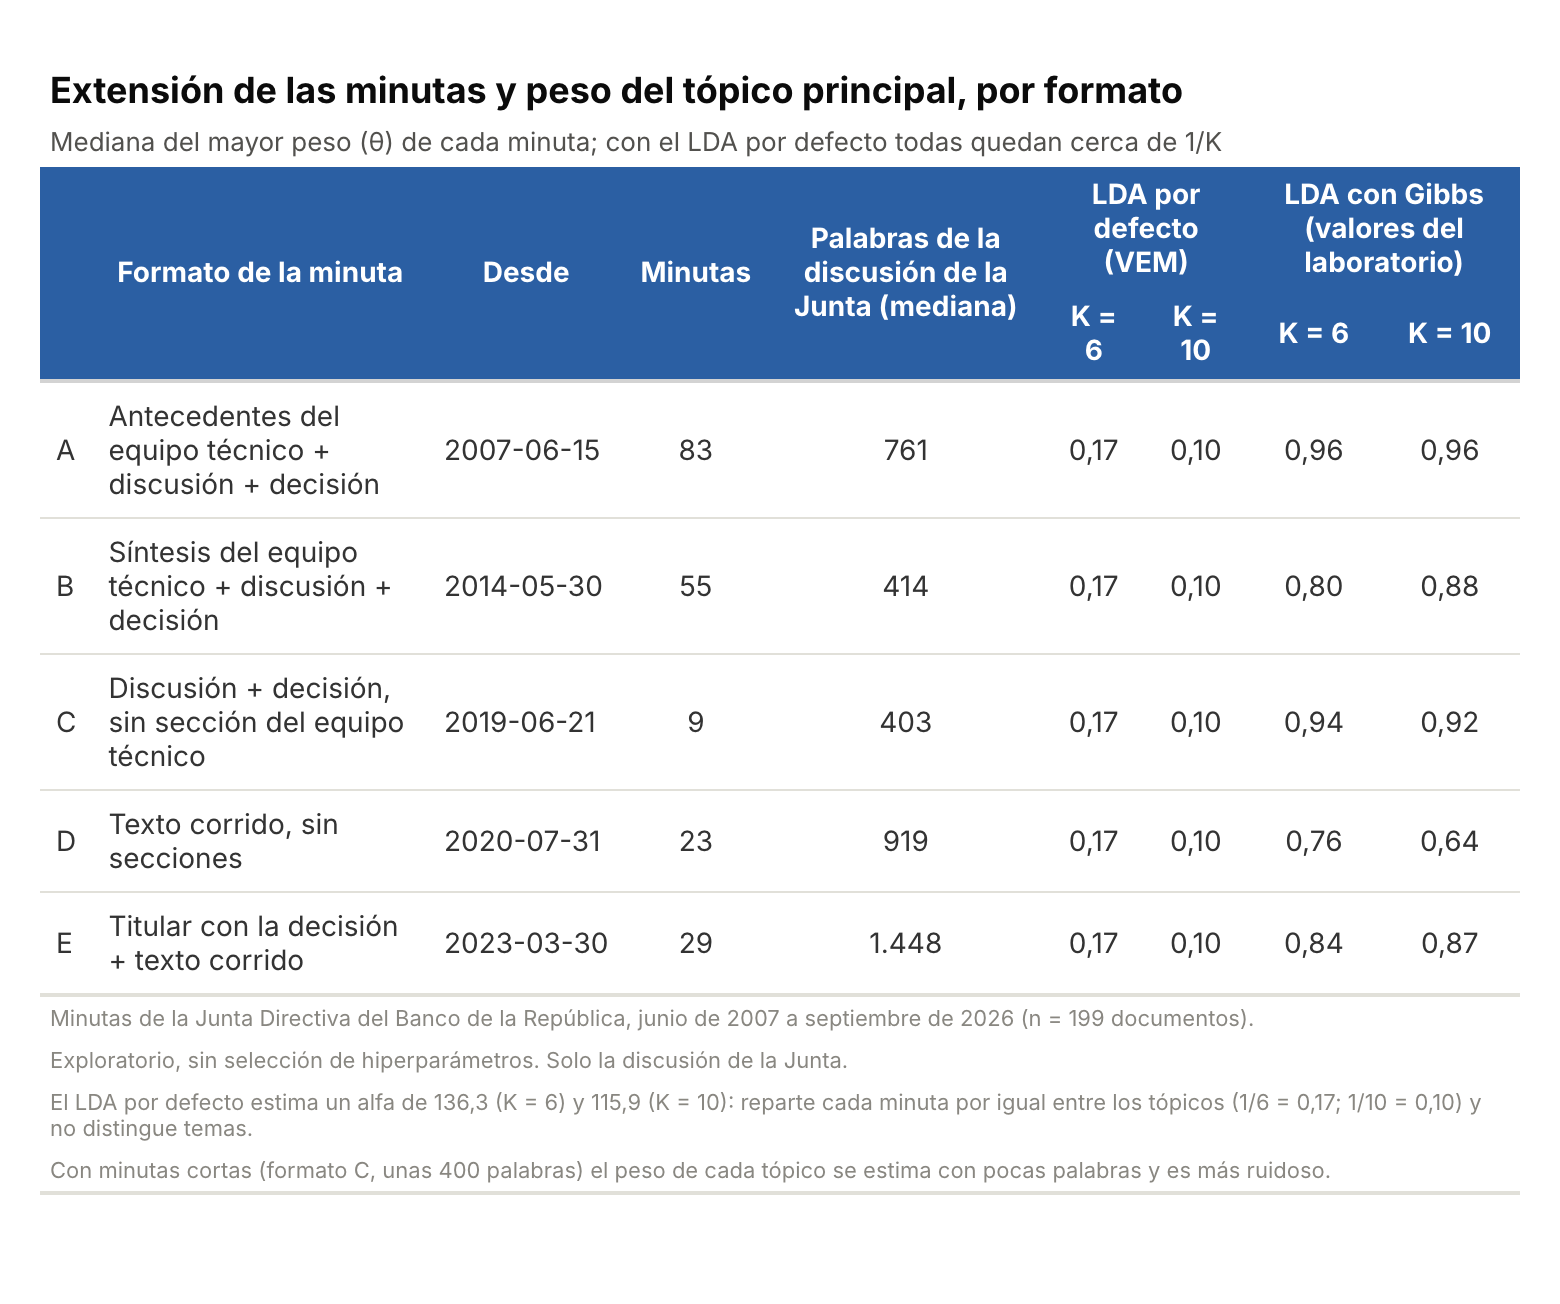 Extensión de las minutas y peso del tópico principal, por formato
Mediana del mayor peso (θ) de cada minuta; con el LDA por defecto todas quedan cerca de 1/K
Formato de la minuta
Desde
Minutas
Palabras de la
discusión de la
Junta (mediana)
LDA por
defecto
(VEM)
LDA con Gibbs
(valores del
laboratorio)
K =
6
K =
10
K = 6
K = 10
A
Antecedentes del
equipo técnico +
discusión + decisión
2007-06-15
83
761
0,17
0,10
0,96
0,96
B
Síntesis del equipo
técnico + discusión +
decisión
2014-05-30
55
414
0,17
0,10
0,80
0,88
C
Discusión + decisión,
sin sección del equipo
técnico
2019-06-21
9
403
0,17
0,10
0,94
0,92
D
Texto corrido, sin
secciones
2020-07-31
23
919
0,17
0,10
0,76
0,64
E
Titular con la decisión
+ texto corrido
2023-03-30
29
1.448
0,17
0,10
0,84
0,87
Minutas de la Junta Directiva del Banco de la República, junio de 2007 a septiembre de 2026 (n = 199 documentos).
Exploratorio, sin selección de hiperparámetros. Solo la discusión de la Junta.
El LDA por defecto estima un alfa de 136,3 (K = 6) y 115,9 (K = 10): reparte cada minuta por igual entre los tópicos (1/6 = 0,17; 1/10 = 0,10) y
no distingue temas.
Con minutas cortas (formato C, unas 400 palabras) el peso de cada tópico se estima con pocas palabras y es más ruidoso.